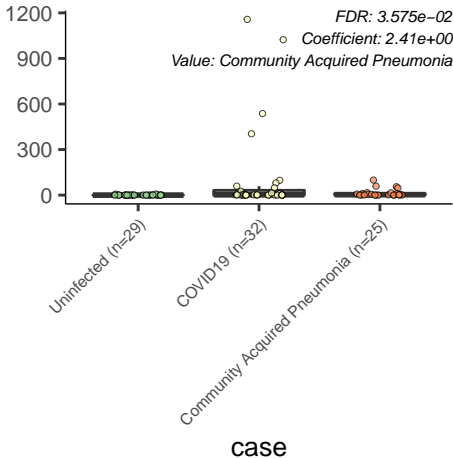 1200
900
600
300
0
FDR: 3.575e−02
Coefficient: 2.41e+00
Value: Community Acquired Pneumonia
Uninfected (n=29)
COVID19 (n=32)
Community Acquired Pneumonia (n=25)
case